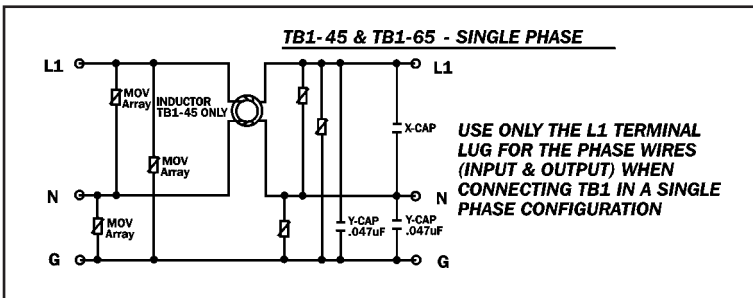 TB1-45 & TB1-65 - SINGLE PHASE
L1
L1
MOV
Array
INDUCTOR
TB1-45 ONLY
X-CAP
USE ONLY THE L1 TERMINAL
LUG FOR THE PHASE WIRES
(INPUT & OUTPUT) WHEN
CONNECTING TB1 IN A SINGLE
PHASE CONFIGURATION
MOV
Array
N
N
MOV
Array
Y-CAP
.047uF
Y-CAP
.047uF
G
G